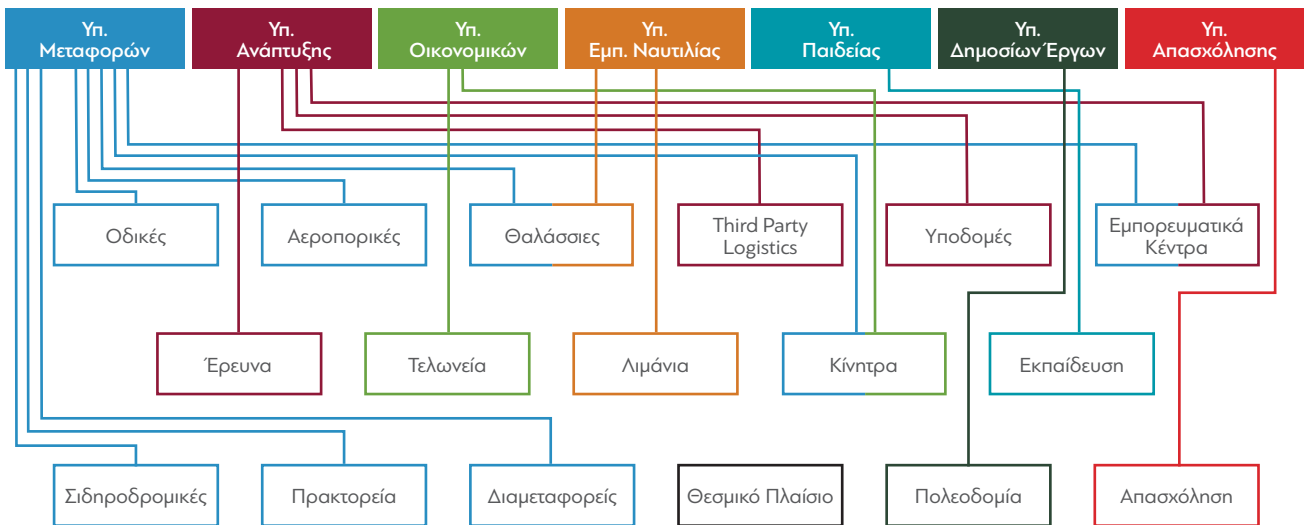 Υπ.
Μεταφορών
Υπ.
Ανάπτυξης
Υπ.
Οικονομικών
Υπ.
Εμπ. Ναυτιλίας
Υπ.
Παιδείας
Υπ.
Δημοσίων Έργων
Υπ.
Απασχόλησης
Οδικές
Αεροπορικές
Θαλάσσιες
Third Party
Logistics
Υποδομές
Εμπορευματικά
Κέντρα
Έρευνα
Τελωνεία
Λιμάνια
Κίνητρα
Εκπαίδευση
Σιδηροδρομικές
Πρακτορεία
Διαμεταφορείς
Θεσμικό Πλαίσιο
Πολεοδομία
Απασχόληση